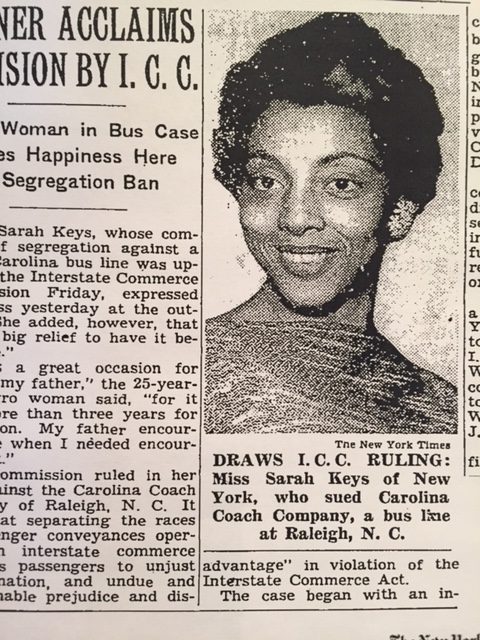 NER ACCLAIMS
ISION BY I. C. C.
Woman in Bus Case
es Happiness Here
Segregation Ban
Sarah Keys, whose com-
f segregation against a
Carolina bus line was up-
the Interstate Commerce
sion Friday, expressed
ss yesterday at the out-
She added, however, that
big relief to have it be-
."
s a great occasion for
my father," the 25-year-
ro woman said, "for it
re than three years for
on. My father encour-
e when I needed encour-
."
ommission ruled in her
inst the Carolina Coach
y of Raleigh, N. C. It
at separating the races
enger conveyances oper-
n interstate commerce
s passengers to unjust
nation, and undue and
nable prejudice and dis-
The New York Times
DRAWS I.C.C. RULING:
Miss Sarah Keys of New
York, who sued Carolina
Coach Company, a bus line
at Raleigh, N. C.
advantage" in violation of the
Interstate Commerce Act.
The case began with an in-